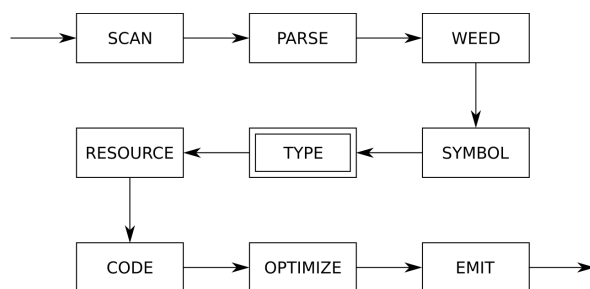 SCAN
PARSE
WEED
RESOURCE
TYPE
SYMBOL
CODE
OPTIMIZE
EMIT